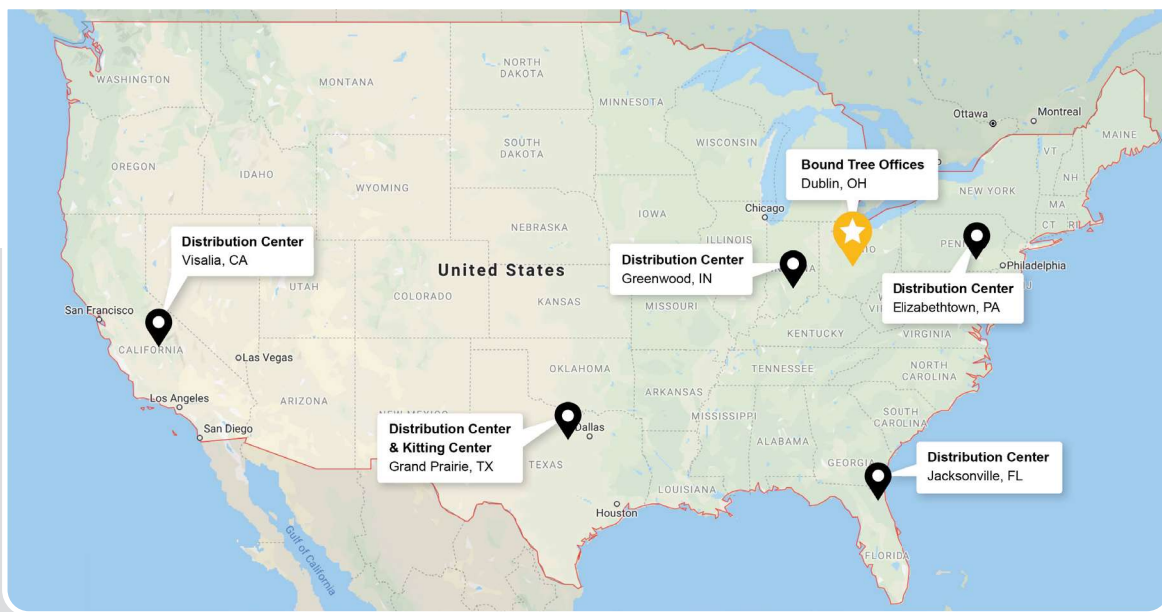 WASHINGTON
MONTANA
NORTH
DAKOTA
MINNESOTA
Ottawa
Montreal
MAINE
OREGON
IDAHO
SOUTH
DAKOTA
WISCONSIN
VT
NH
WYOMING
Bound Tree Offices
Dublin, OH
NEW YORK
MA
CT
IOWA
Chicago
NEBRASKA
ILLINOIS
Distribution Center
Visalia, CA
Distribution Center
Greenwood, IN
Philadelphia
United States
UTAH
COLORADO
KANSAS
MISSOURI
Distribution Center
Elizabethtown, PA
San Francisco
KENTUCKY
VIRGINIA
CALIFORNIA
Las Vegas
OKLAHOMA
TENNESSEE
NORTH
CAROLINA
Los Angeles
ARIZONA
ARKANSAS
MISSISSIPPI
SOUTH
CAROLINA
San Diego
Distribution Center
& Kitting Center
Grand Prairie, TX
Dallas
ALABAMA
GEORGIA
Distribution Center
Jacksonville, FL
TEXAS
LOUISIANA
Houston
Gulf of California
FLORIDA